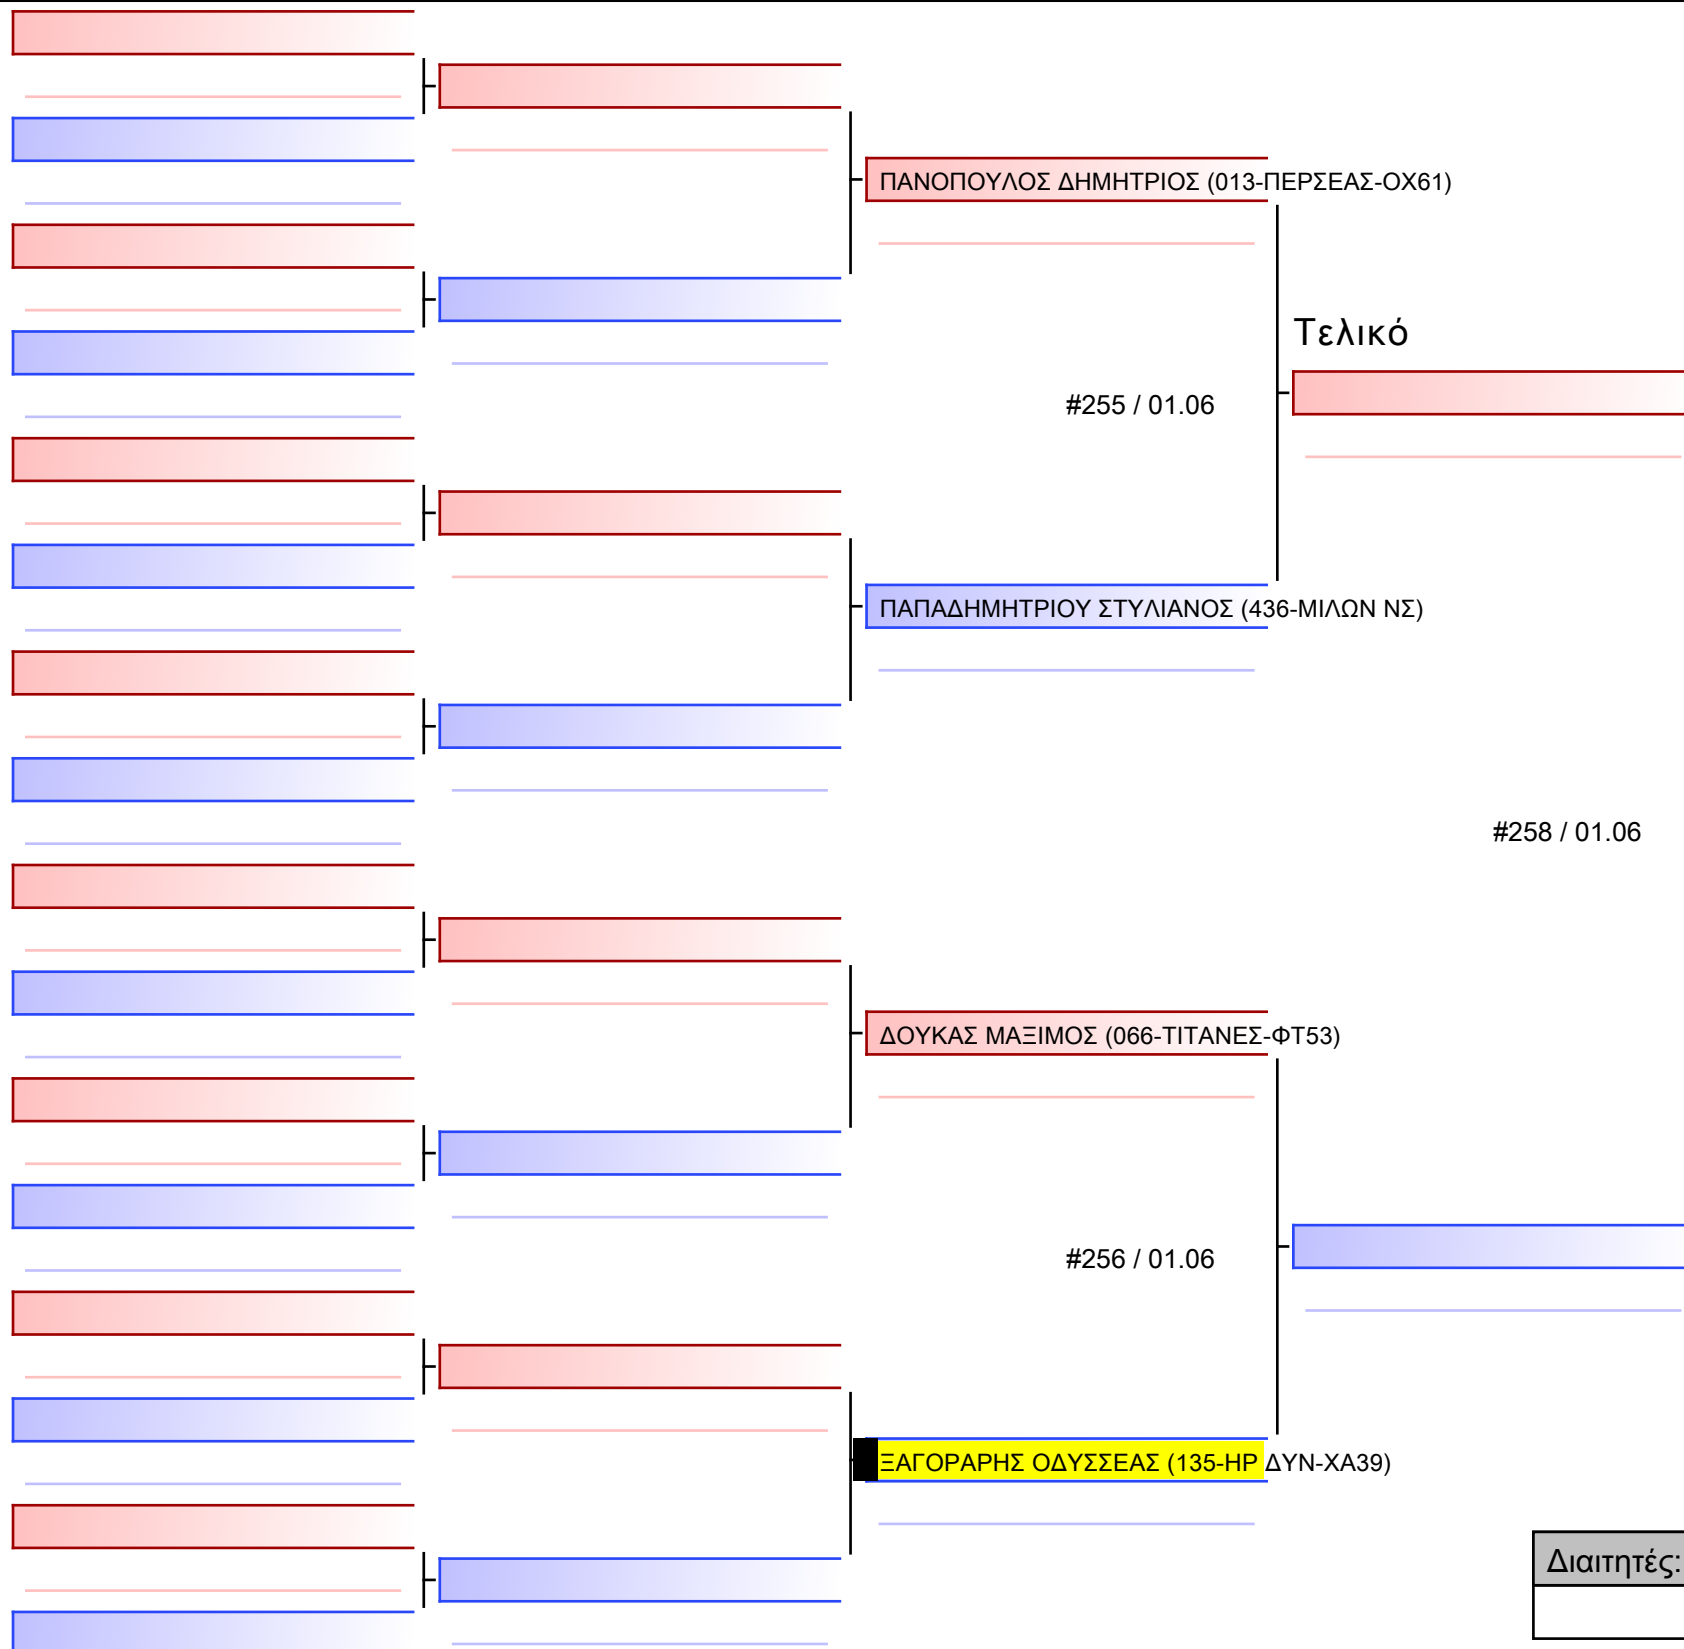 ΠΑΝΟΠΟΥΛΟΣ ΔΗΜΗΤΡΙΟΣ (013-ΠΕΡΣΕΑΣ-ΟΧ61)
Τελικό
#255 / 01.06
ΠΑΠΑΔΗΜΗΤΡΙΟΥ ΣΤΥΛΙΑΝΟΣ (436-ΜΙΛΩΝ ΝΣ)
#258 / 01.06
ΔΟΥΚΑΣ ΜΑΞΙΜΟΣ (066-ΤΙΤΑΝΕΣ-ΦΤ53)
#256 / 01.06
ΞΑΓΟΡΑΡΗΣ ΟΔΥΣΣΕΑΣ (135-ΗΡ ΔΥΝ-ΧΑ39)
Διαιτητές: